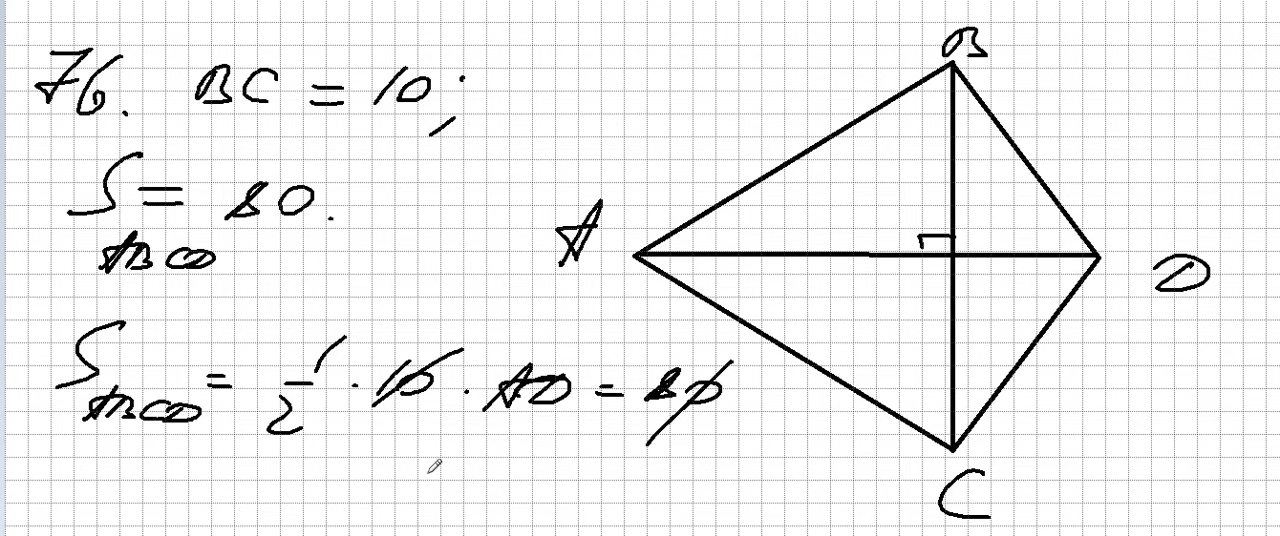 76. BC = 10;
S ABCD = 80.
S ABCD = 1/2 · 10 · AD = 80
B
A
D
C